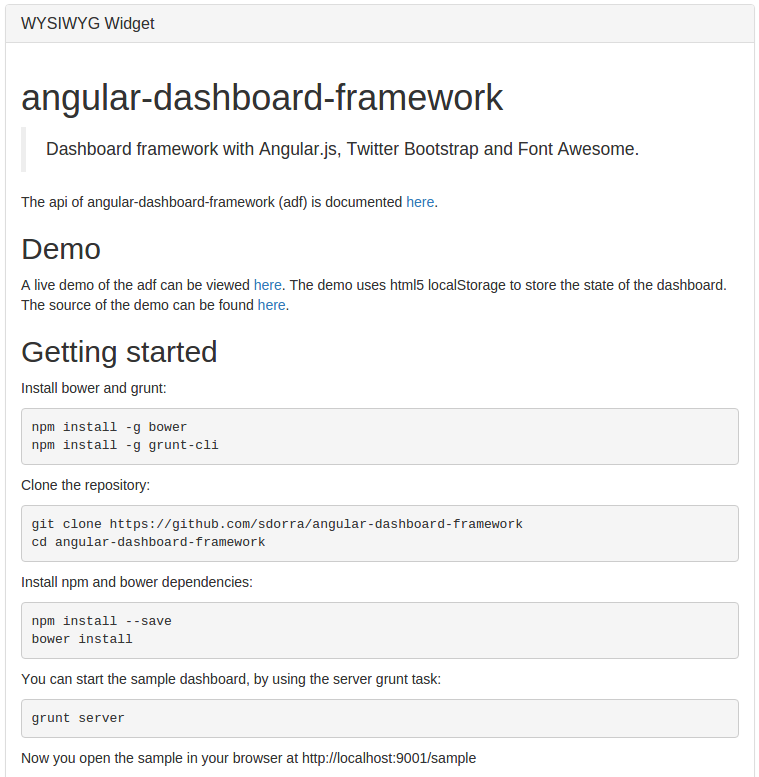 WYSIWYG Widget
angular-dashboard-framework
Dashboard framework with Angular.js, Twitter Bootstrap and Font Awesome.
The api of angular-dashboard-framework (adf) is documented here.
Demo
A live demo of the adf can be viewed here. The demo uses html5 localStorage to store the state of the dashboard.
The source of the demo can be found here.
Getting started
Install bower and grunt:
npm install -g bower
npm install -g grunt-cli
Clone the repository:
git clone https://github.com/sdorra/angular-dashboard-framework
cd angular-dashboard-framework
Install npm and bower dependencies:
npm install --save
bower install
You can start the sample dashboard, by using the server grunt task:
grunt server
Now you open the sample in your browser at http://localhost:9001/sample